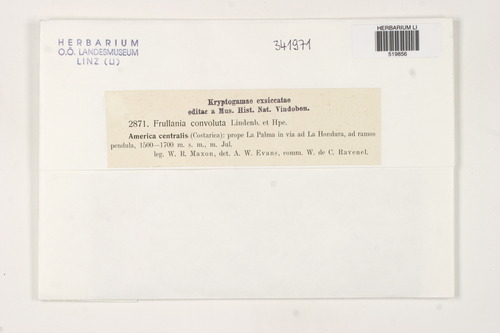 HERBARIUM
O.Ö. LANDESMUSEUM
LINZ (LI)
341971
HERBARIUM LI
519856
Kryptogamae exsiccatae
editae a Mus. Hist. Nat. Vindobon.
2871. Frullania convoluta Lindenb. et Hpe.
America centralis (Costarica): prope La Palma in via ad La Hondura, ad ramos
pendula, 1500—1700 m. s. m., m. Jul.
leg. W. R. Maxon, det. A. W. Evans, comm. W. de C. Ravenel.